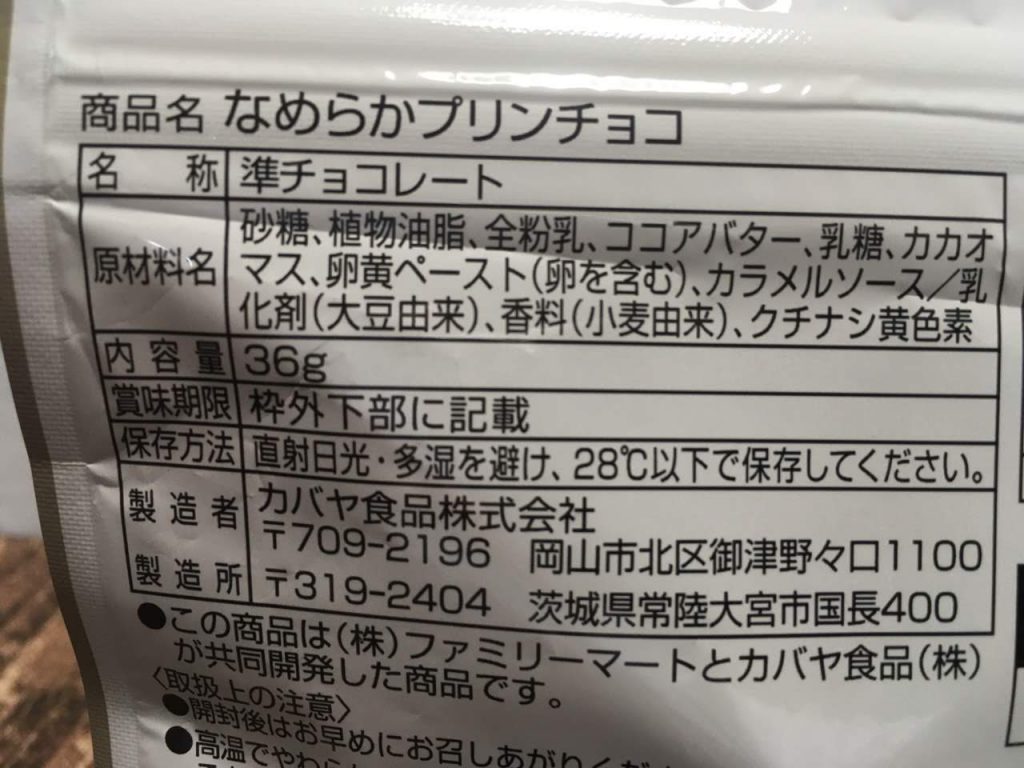 商品名 なめらかプリンチョコ
名称 準チョコレート
原材料名 砂糖、植物油脂、全粉乳、ココアバター、乳糖、カカオ
マス、卵黄ペースト(卵を含む)、カラメルソース/乳
化剤(大豆由来)、香料(小麦由来)、クチナシ黄色素
内容量 36g
賞味期限 枠外下部に記載
保存方法 直射日光・多湿を避け、28℃以下で保存してください。
製造者 カバヤ食品株式会社
〒709-2196 岡山市北区御津野々口1100
製造所 〒319-2404 茨城県常陸大宮市国長400
●この商品は(株)ファミリーマートとカバヤ食品(株)
が共同開発した商品です。
〈取扱上の注意〉
●開封後はお早めにお召しあがりくだ
●高温でやわら